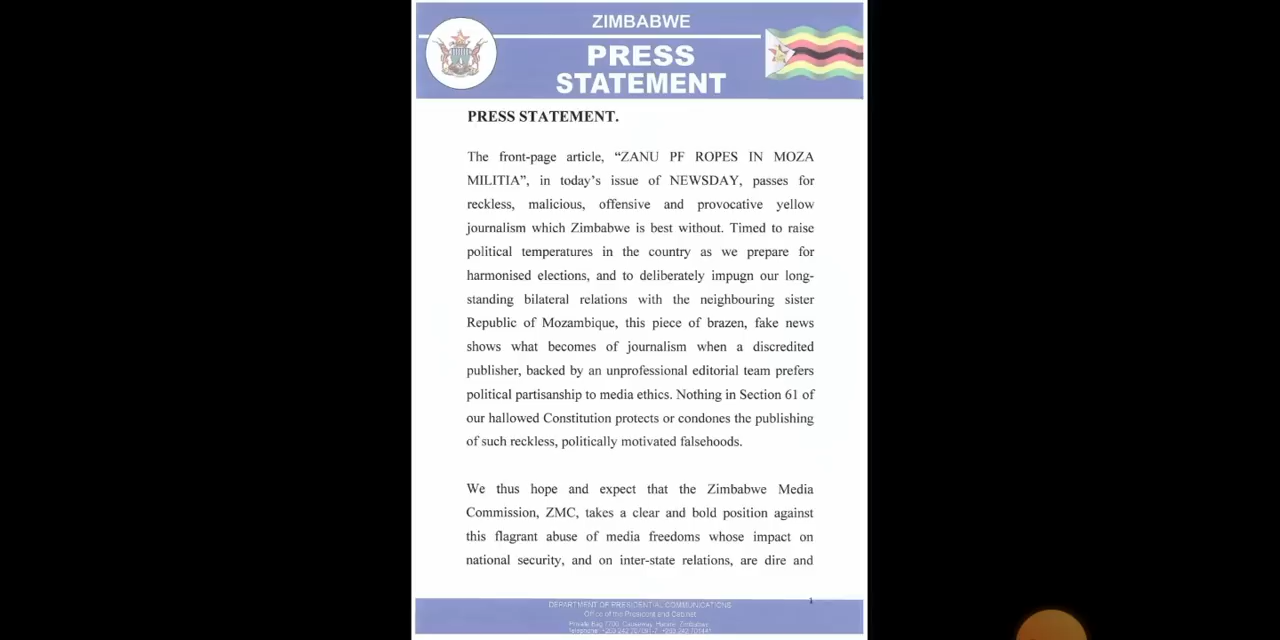 ZIMBABWE
PRESS
STATEMENT
PRESS STATEMENT.
The front-page article, “ZANU PF ROPES IN MOZA
MILITIA”, in today’s issue of NEWSDAY, passes for
reckless, malicious, offensive and provocative yellow
journalism which Zimbabwe is best without. Timed to raise
political temperatures in the country as we prepare for
harmonised elections, and to deliberately impugn our long-
standing bilateral relations with the neighbouring sister
Republic of Mozambique, this piece of brazen, fake news
shows what becomes of journalism when a discredited
publisher, backed by an unprofessional editorial team prefers
political partisanship to media ethics. Nothing in Section 61 of
our hallowed Constitution protects or condones the publishing
of such reckless, politically motivated falsehoods.
We thus hope and expect that the Zimbabwe Media
Commission, ZMC, takes a clear and bold position against
this flagrant abuse of media freedoms whose impact on
national security, and on inter-state relations, are dire and
1
DEPARTMENT OF PRESIDENTIAL COMMUNICATIONS
Office of the President and Cabinet
Private Bag 7700, Causeway, Harare, Zimbabwe
Telephone: